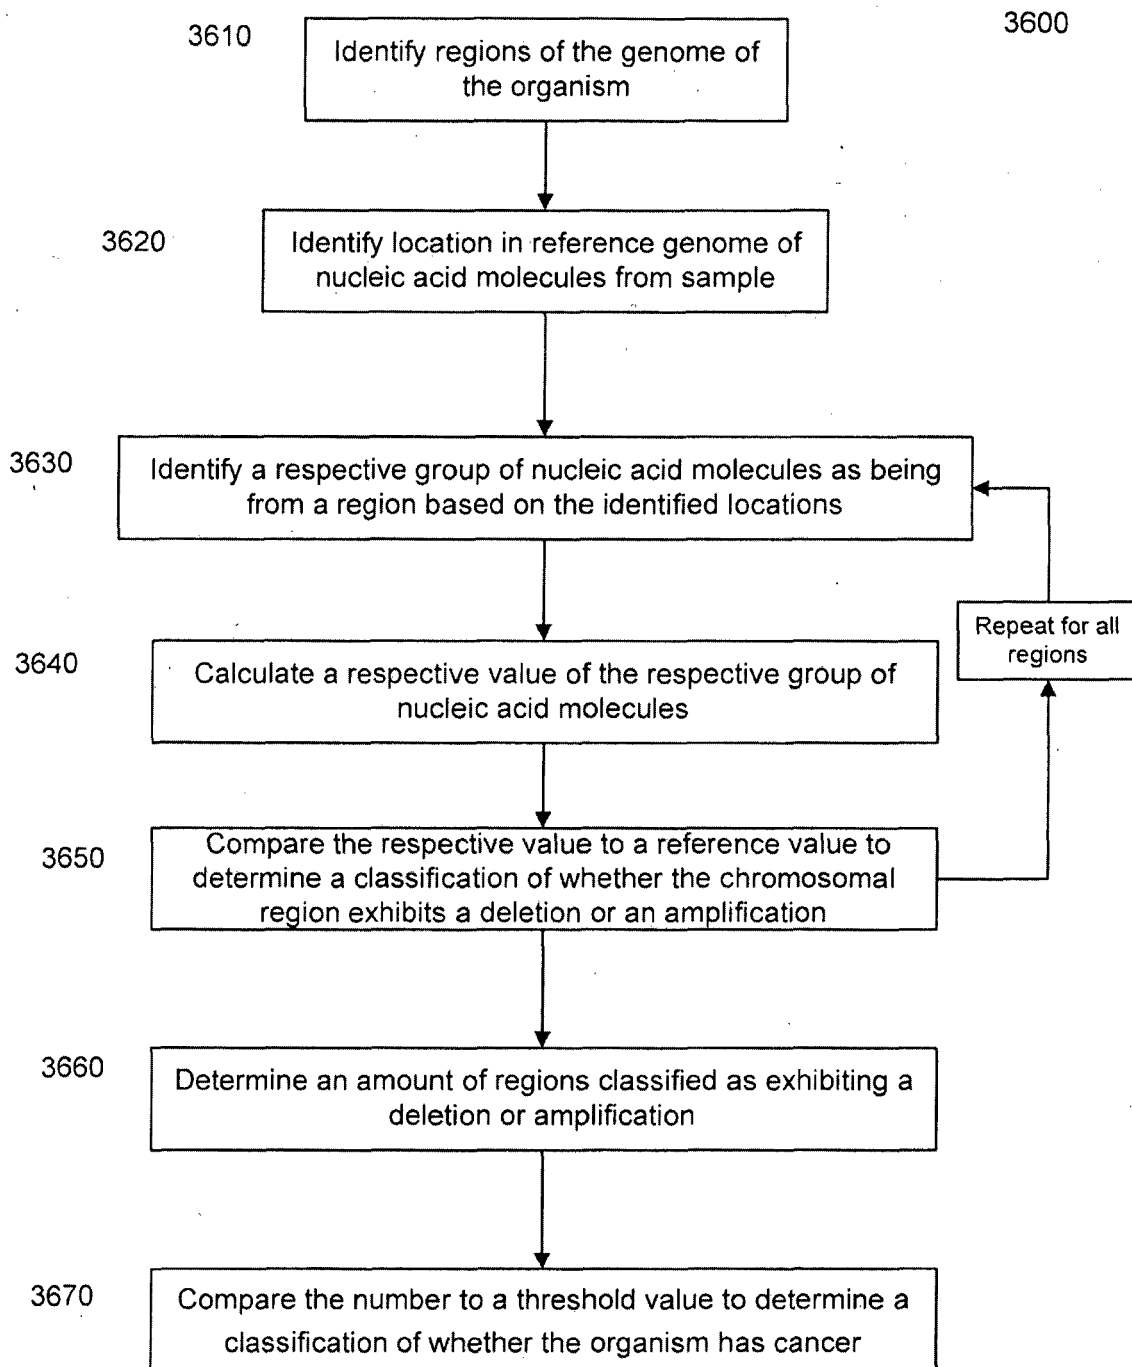 3600
3610
Identify regions of the genome of
the organism
3620
Identify location in reference genome of
nucleic acid molecules from sample
3630
Identify a respective group of nucleic acid molecules as being
from a region based on the identified locations
Repeat for all
regions
3640
Calculate a respective value of the respective group of
nucleic acid molecules
3650
Compare the respective value to a reference value to
determine a classification of whether the chromosomal
region exhibits a deletion or an amplification
3660
Determine an amount of regions classified as exhibiting a
deletion or amplification
3670
Compare the number to a threshold value to determine a
classification of whether the organism has cancer